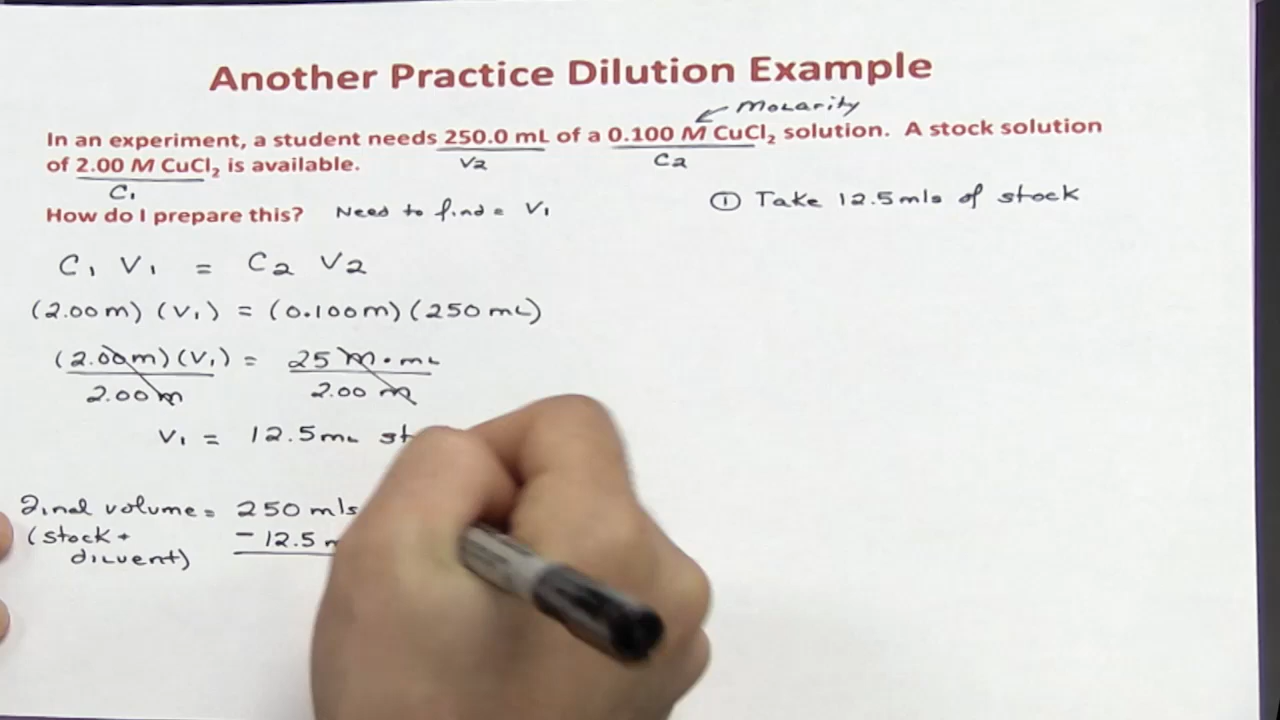 Another Practice Dilution Example
Molarity
In an experiment, a student needs 250.0 mL of a 0.100 M CuCl₂ solution. A stock solution
V2 C2
of 2.00 M CuCl₂ is available.
C₁
How do I prepare this? Need to find = V₁
① Take 12.5 mls of stock
C₁ V₁ = C₂ V₂
(2.00 m) (V₁) = (0.100 m) (250 mL)
(2.00 m) (V₁) = 25 m • mL
2.00 m 2.00 m
V₁ = 12.5 mL
Final volume = 250 mls
(stock + - 12.5
diluent)